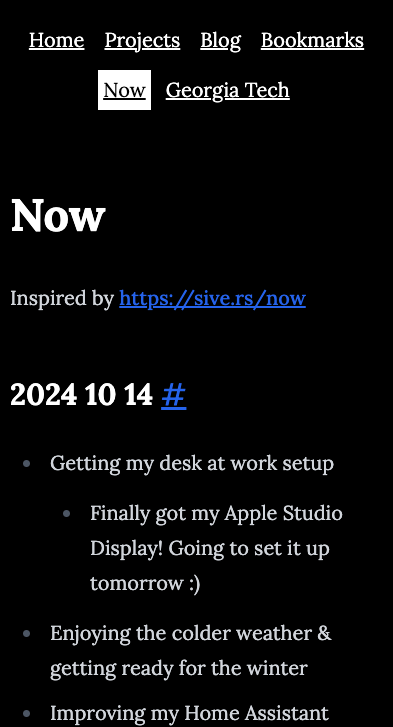 Home Projects Blog Bookmarks
Now Georgia Tech
Now
Inspired by https://sive.rs/now
2024 10 14 #
Getting my desk at work setup
Finally got my Apple Studio
Display! Going to set it up
tomorrow :)
Enjoying the colder weather &
getting ready for the winter
Improving my Home Assistant